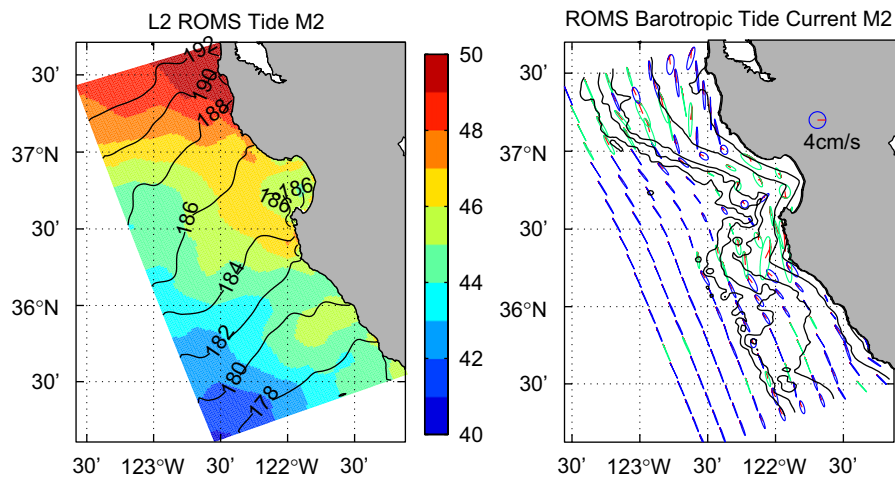 L2 ROMS Tide M2
ROMS Barotropic Tide Current M2
30'
37°N
30'
36°N
30'
30'
123°W
30'
122°W
30'
192
190
188
186
186
186
184
182
180
178
50
48
46
44
42
40
30'
37°N
30'
36°N
30'
30'
123°W
30'
122°W
30'
4cm/s